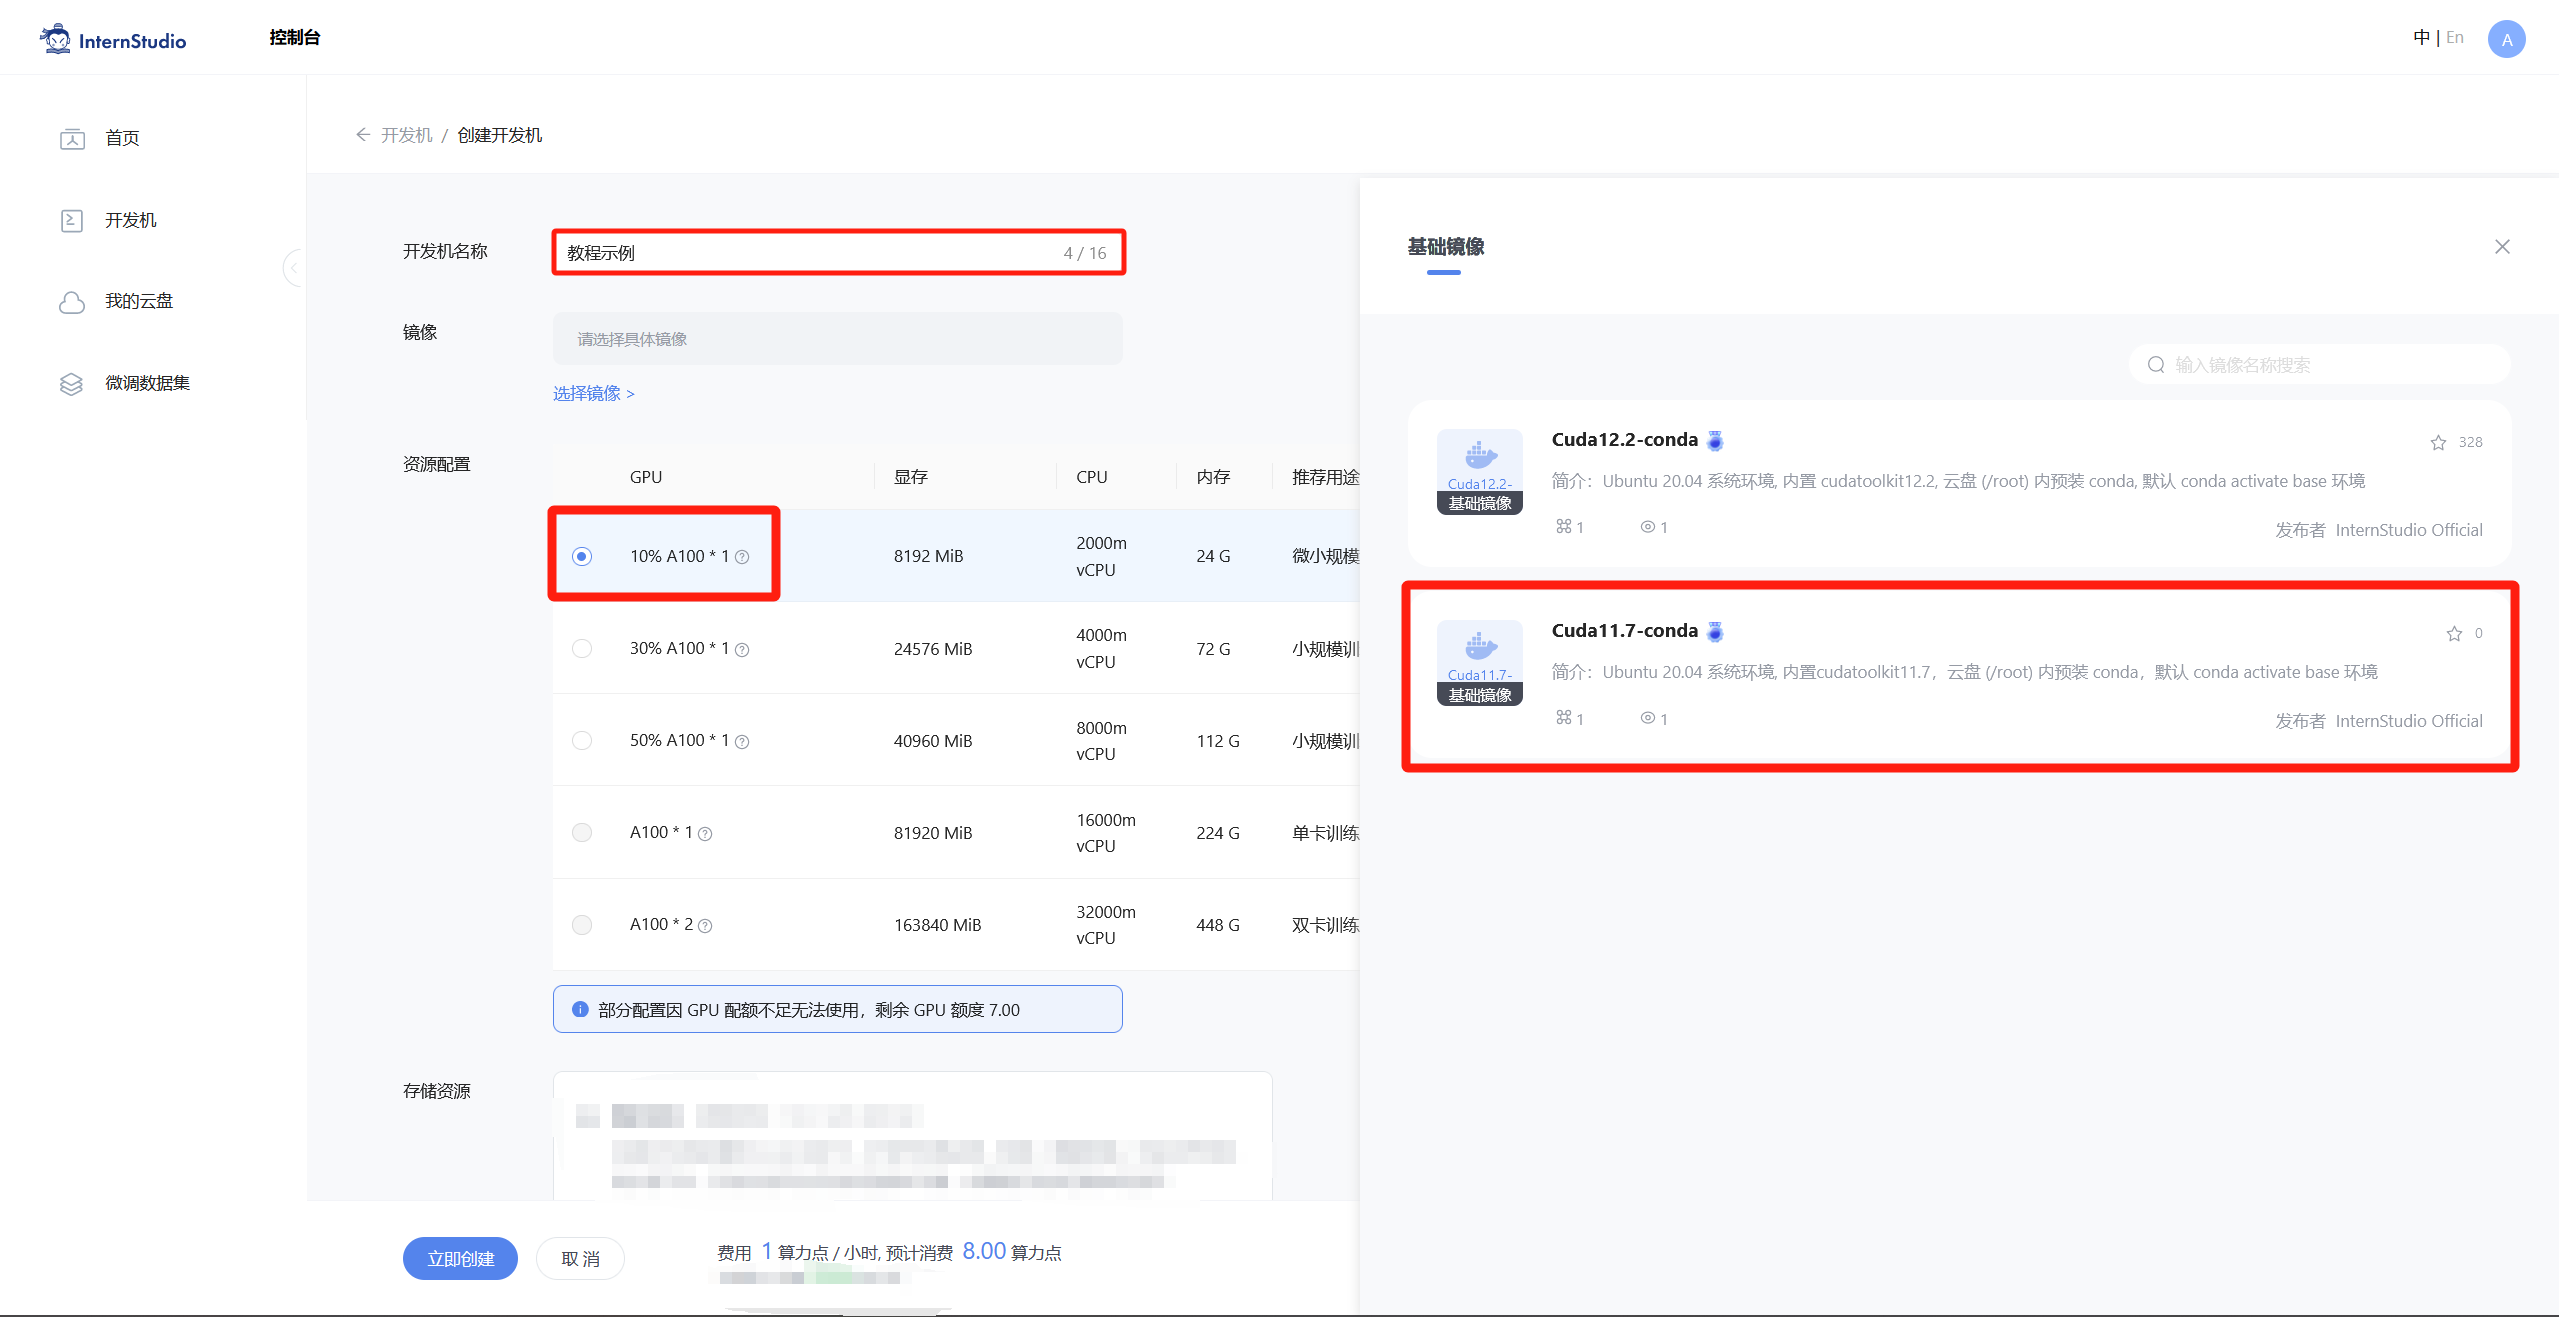 InternStudio
控制台
中 | En
A
首页
开发机
我的云盘
微调数据集
开发机 / 创建开发机
开发机名称
教程示例
4 / 16
镜像
请选择具体镜像
选择镜像 >
资源配置
GPU 显存 CPU 内存 推荐用途
10% A100 * 1 8192 MiB 2000m vCPU 24 G 微小规模
30% A100 * 1 24576 MiB 4000m vCPU 72 G 小规模训
50% A100 * 1 40960 MiB 8000m vCPU 112 G 小规模训
A100 * 1 81920 MiB 16000m vCPU 224 G 单卡训练
A100 * 2 163840 MiB 32000m vCPU 448 G 双卡训练
部分配置因 GPU 配额不足无法使用，剩余 GPU 额度 7.00
存储资源
立即创建
取 消
费用 1 算力点 / 小时, 预计消费 8.00 算力点
基础镜像
输入镜像名称搜索
Cuda12.2-
基础镜像
Cuda12.2-conda
328
简介：Ubuntu 20.04 系统环境, 内置 cudatoolkit12.2, 云盘 (/root) 内预装 conda, 默认 conda activate base 环境
1 1
发布者 InternStudio Official
Cuda11.7-
基础镜像
Cuda11.7-conda
0
简介：Ubuntu 20.04 系统环境, 内置cudatoolkit11.7，云盘 (/root) 内预装 conda，默认 conda activate base 环境
1 1
发布者 InternStudio Official